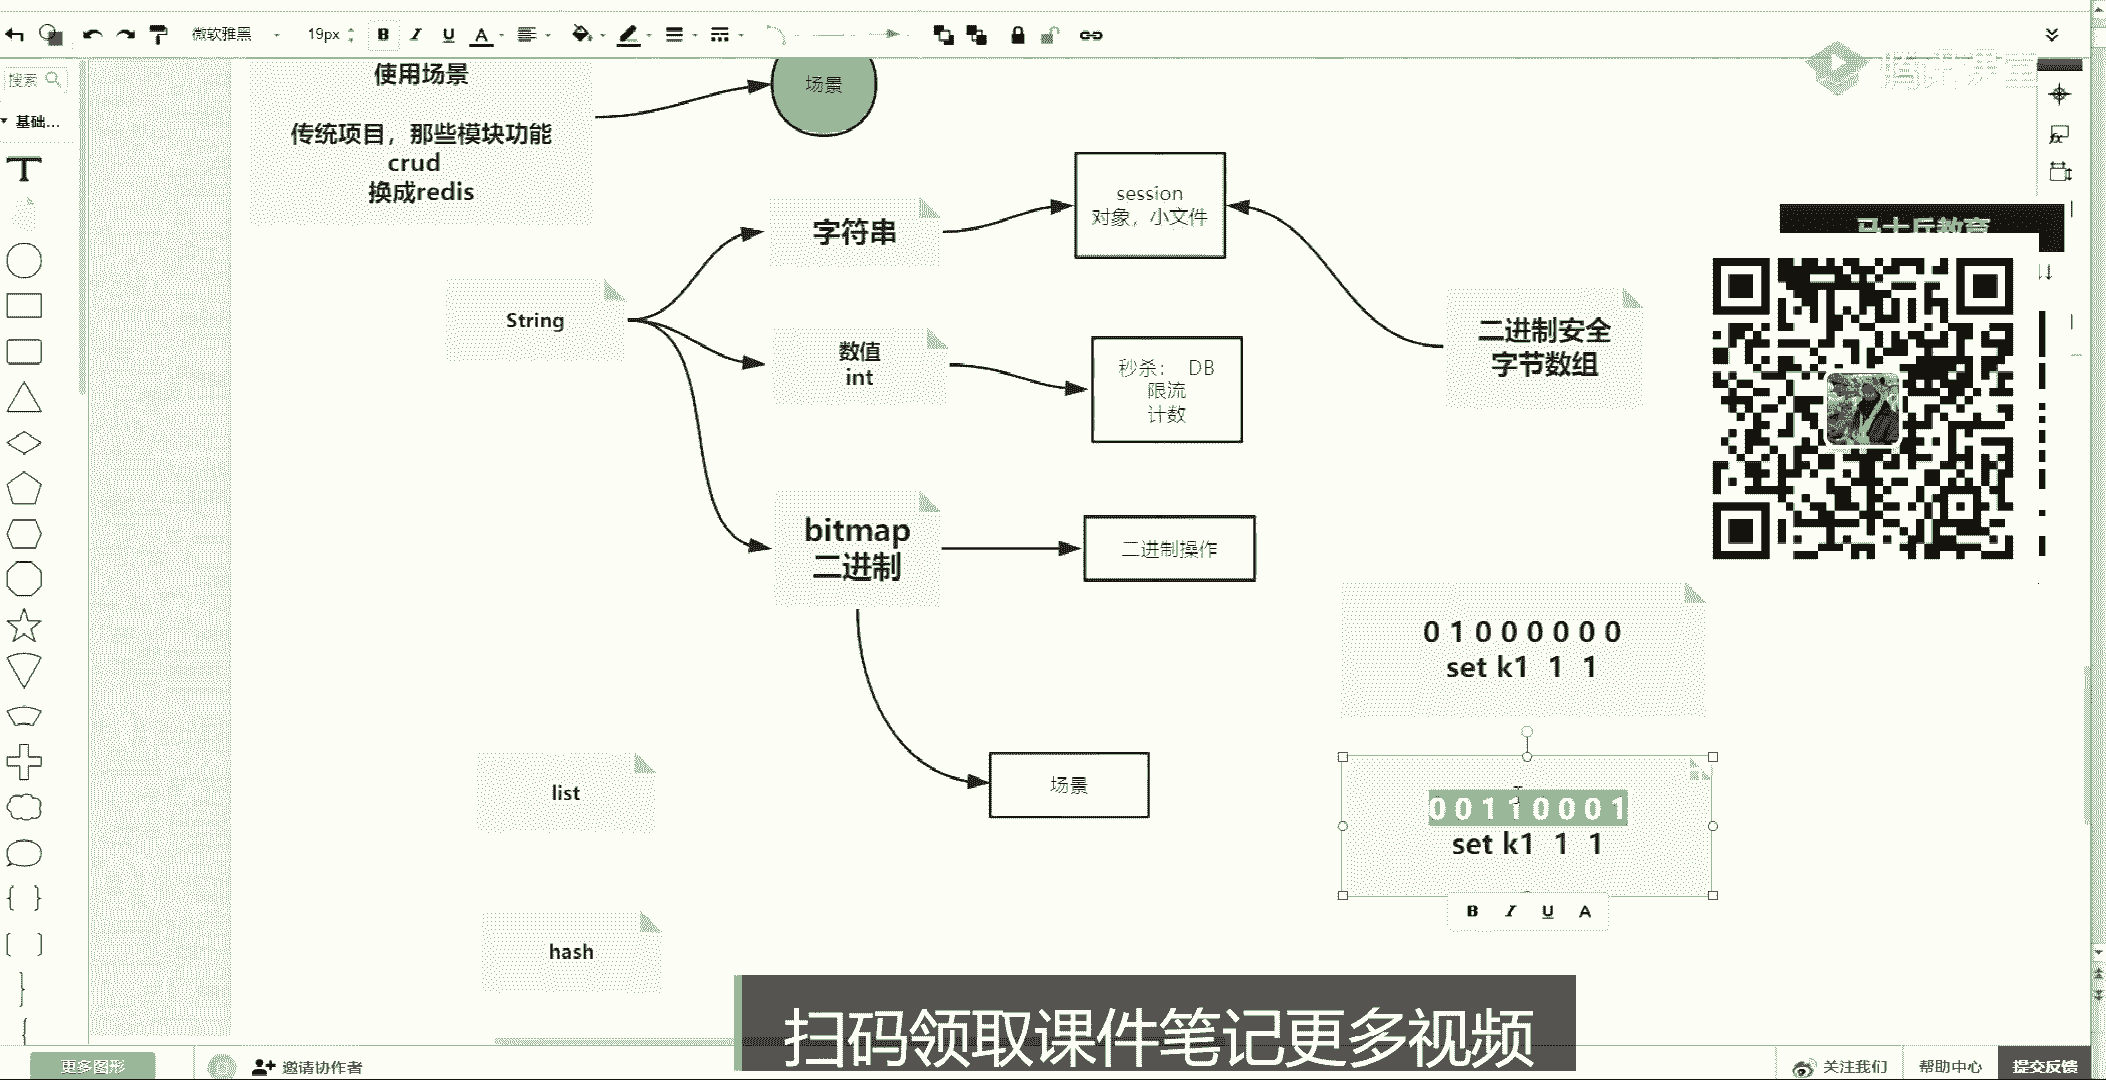 微软雅黑
19px
B I U A
搜索
基础...
使用场景
传统项目，那些模块功能
crud
换成redis
场景
session
对象，小文件
字符串
String
数值
int
秒杀： DB
限流
计数
二进制安全
字节数组
马士兵教育
bitmap
二进制
二进制操作
0 1 0 0 0 0 0 0
set k1 1 1
场景
list
0 0 1 1 0 0 0 1
set k1 1 1
B I U A
hash
扫码领取课件笔记更多视频
更多图形
邀请协作者
关注我们
帮助中心
提交反馈